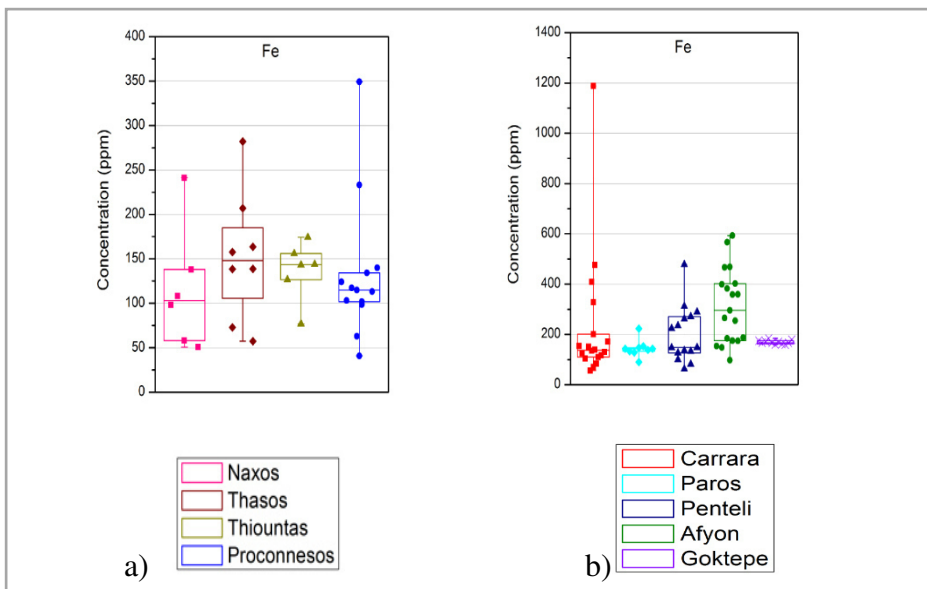 Fe
Concentration (ppm)
400
350
300
250
200
150
100
50
0
Naxos
Thasos
Thiountas
Proconnesos
a)
Fe
Concentration (ppm)
1400
1200
1000
800
600
400
200
0
Carrara
Paros
Penteli
Afyon
Goktepe
b)